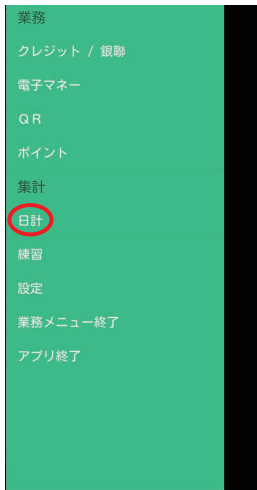 業務
クレジット / 銀聯
電子マネー
ＱＲ
ポイント
集計
日計
練習
設定
業務メニュー終了
アプリ終了